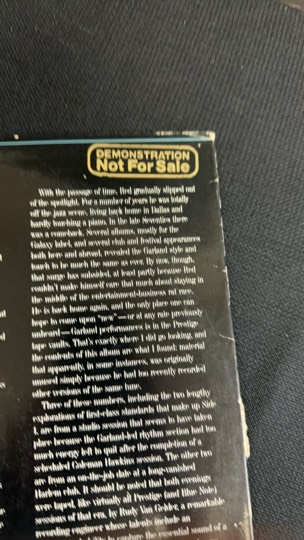 DEMONSTRATION
Not For Sale
With the passage of time, Red gradually slipped out
of the spotlight. For a number of years he was totally
off the jazz scene, living back home in Dallas and
hardly touching a piano. In the late Seventies there
was a comeback. Several albums, mostly for the
Galaxy label, and several club and festival appearances
both here and abroad, revealed the Garland style and
touch to be much the same as ever. By now, though,
that surge has subsided, at least partly because Red
couldn't make himself care that much about staying in
the middle of the entertainment-business rat race.
He is back home again, and the only place one can
hope to come upon "new"—or at any rate previously
unheard—Garland performances is in the Prestige
tape vaults. That's exactly where I did go looking, and
the contents of this album are what I found: material
that apparently, in some instances, was originally
unused simply because he had too recently recorded
other versions of the same tune.
Three of these numbers, including the two lengthy
explorations of first-class standards that make up Side
1, are from a studio session that seems to have taken
place because the Garland-led rhythm section had too
much energy left to quit after the completion of a
scheduled Coleman Hawkins session. The other two
are from an on-the-job date at a long-vanished
Harlem club. It should be noted that both evenings
were taped, like virtually all Prestige (and Blue Note)
sessions of that era, by Rudy Van Gelder, a remarkable
recording engineer whose talents include an
ability to capture the essential sound of a